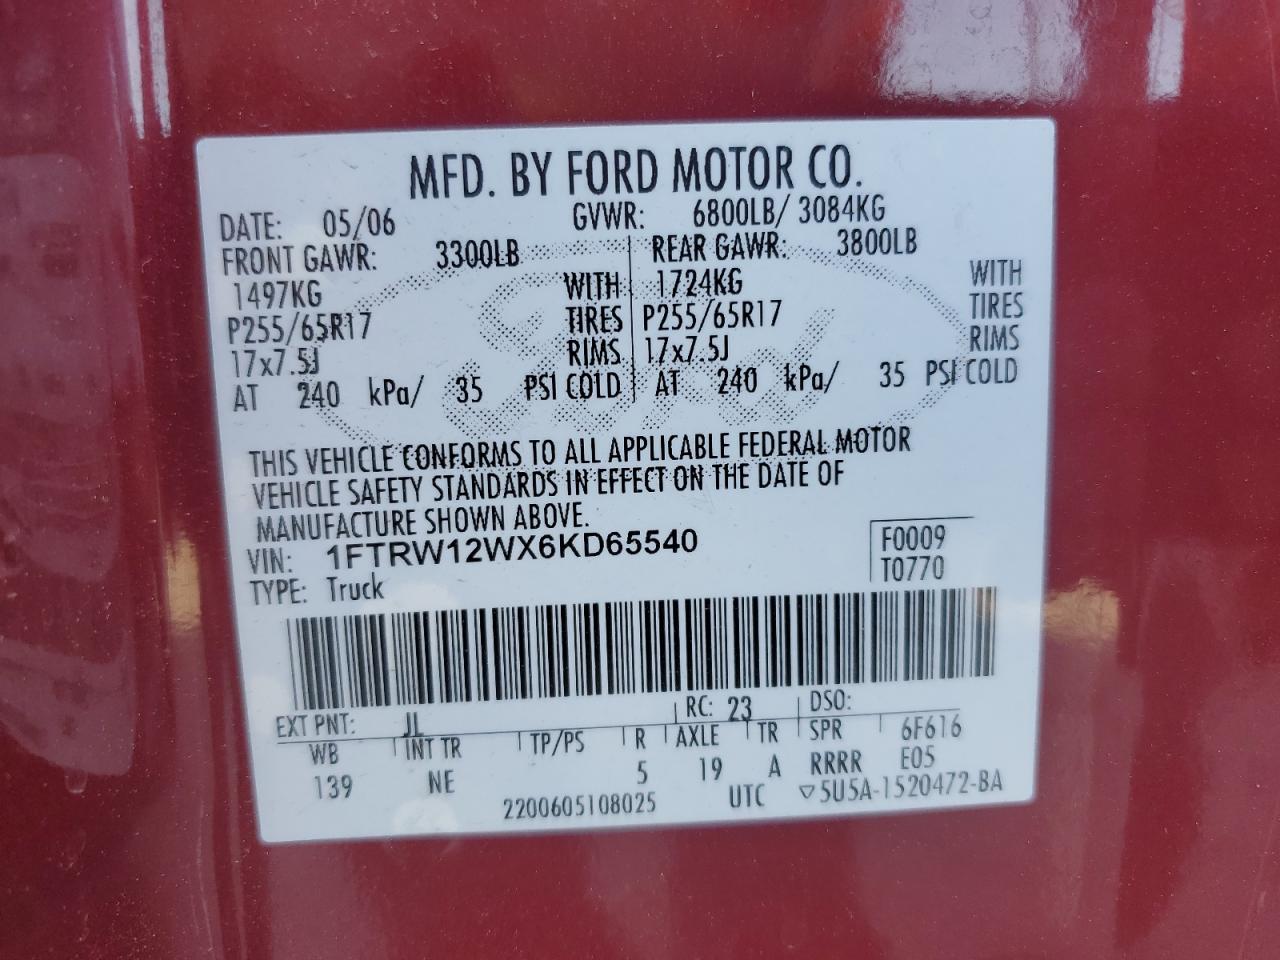 MFD. BY FORD MOTOR CO.
DATE: 05/06 GVWR: 6800LB/ 3084KG
FRONT GAWR: 3300LB REAR GAWR: 3800LB
1497KG WITH 1724KG WITH
P255/65R17 TIRES P255/65R17 TIRES
17x7.5J RIMS 17x7.5J RIMS
AT 240 kPa/ 35 PSI COLD AT 240 kPa/ 35 PSI COLD
THIS VEHICLE CONFORMS TO ALL APPLICABLE FEDERAL MOTOR
VEHICLE SAFETY STANDARDS IN EFFECT ON THE DATE OF
MANUFACTURE SHOWN ABOVE.
VIN: 1FTRW12WX6KD65540 F0009
TYPE: Truck T0770
EXT PNT: JL RC: 23 DSO:
WB INT TR TP/PS R AXLE TR SPR 6F616
139 NE 5 19 A RRRR E05
2200605108025 UTC ▽5U5A-1520472-BA
Ford